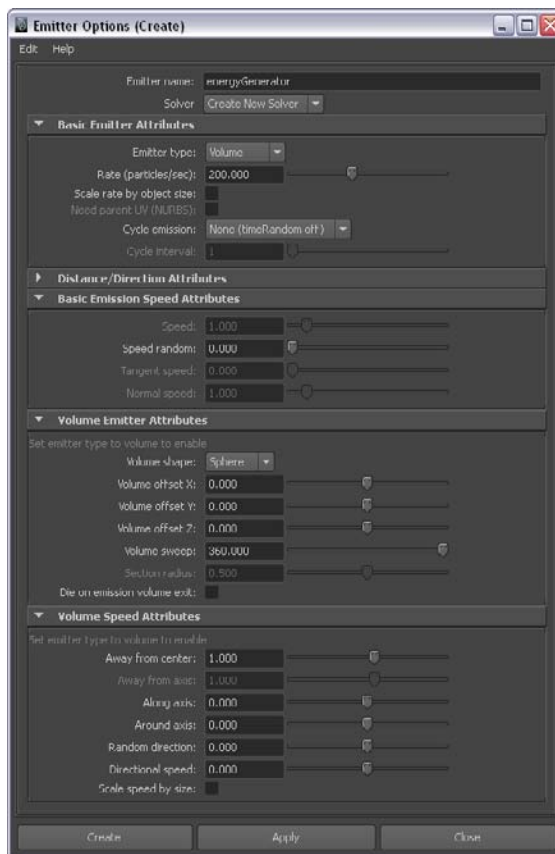 Emitter Options (Create)
Edit Help
Emitter name: energyGenerator
Solver Create New Solver
Basic Emitter Attributes
Emitter type: Volume
Rate (particles/sec): 200.000
Scale rate by object size:
Need parent UV (NURBS):
Cycle emission: None (timeRandom off)
Cycle interval: 1
Distance/Direction Attributes
Basic Emission Speed Attributes
Speed: 1.000
Speed random: 0.000
Tangent speed: 0.000
Normal speed: 1.000
Volume Emitter Attributes
Set emitter type to volume to enable
Volume shape: Sphere
Volume offset X: 0.000
Volume offset Y: 0.000
Volume offset Z: 0.000
Volume sweep: 360.000
Section radius: 0.500
Die on emission volume exit:
Volume Speed Attributes
Set emitter type to volume to enable
Away from center: 1.000
Away from axis: 1.000
Along axis: 0.000
Around axis: 0.000
Random direction: 0.000
Directional speed: 0.000
Scale speed by size:
Create Apply Close